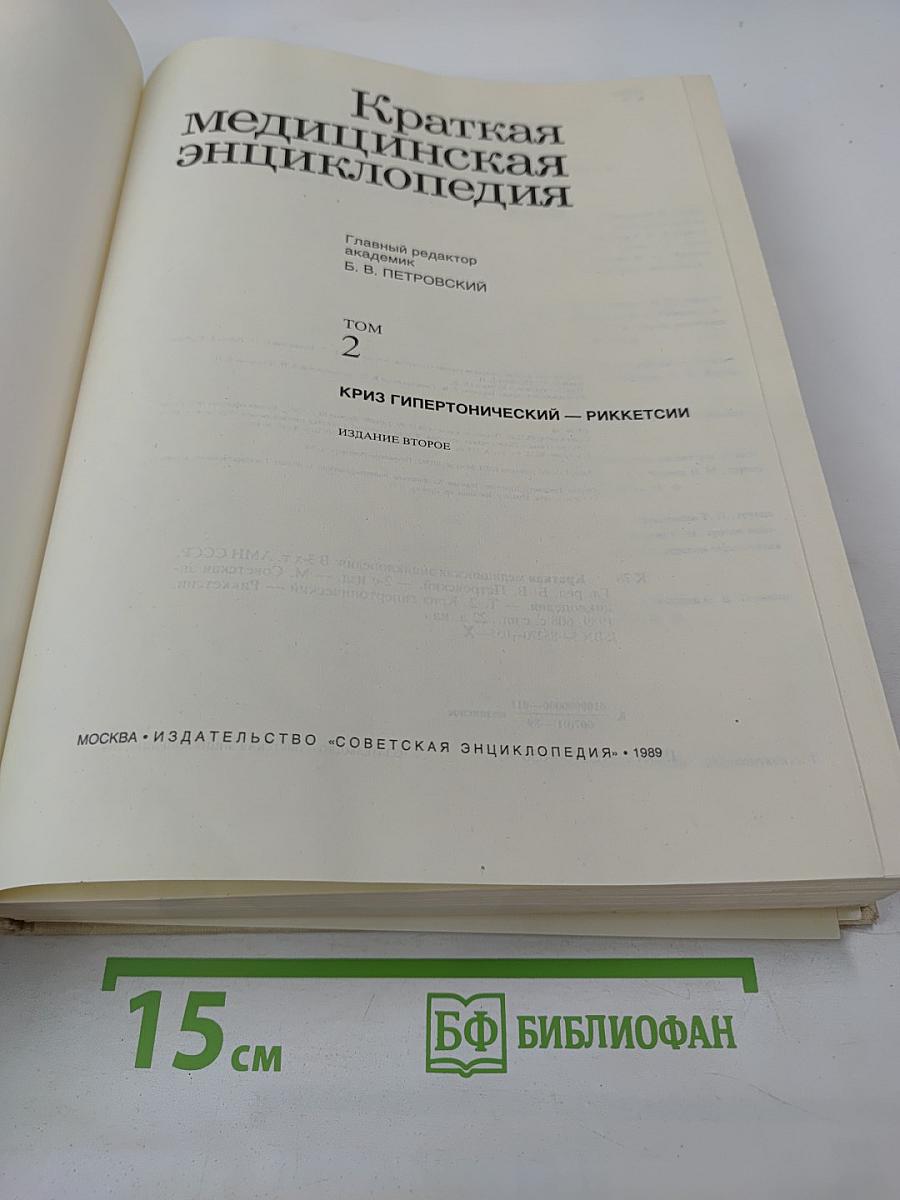 Краткая
медицинская
энциклопедия
Главный редактор
академик
Б. В. ПЕТРОВСКИЙ
ТОМ
2
КРИЗ ГИПЕРТОНИЧЕСКИЙ — РИККЕТСИИ
ИЗДАНИЕ ВТОРОЕ
МОСКВА • ИЗДАТЕЛЬСТВО «СОВЕТСКАЯ ЭНЦИКЛОПЕДИЯ» • 1989
15 см
БФ БИБЛИОФАН